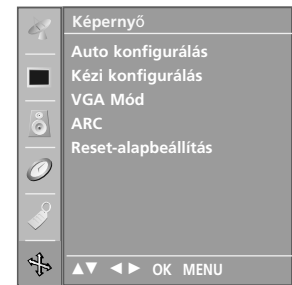 Képernyő
Auto konfigurálás
Kézi konfigurálás
VGA Mód
ARC
Reset-alapbeállítás
▲▼ ◄► OK MENU